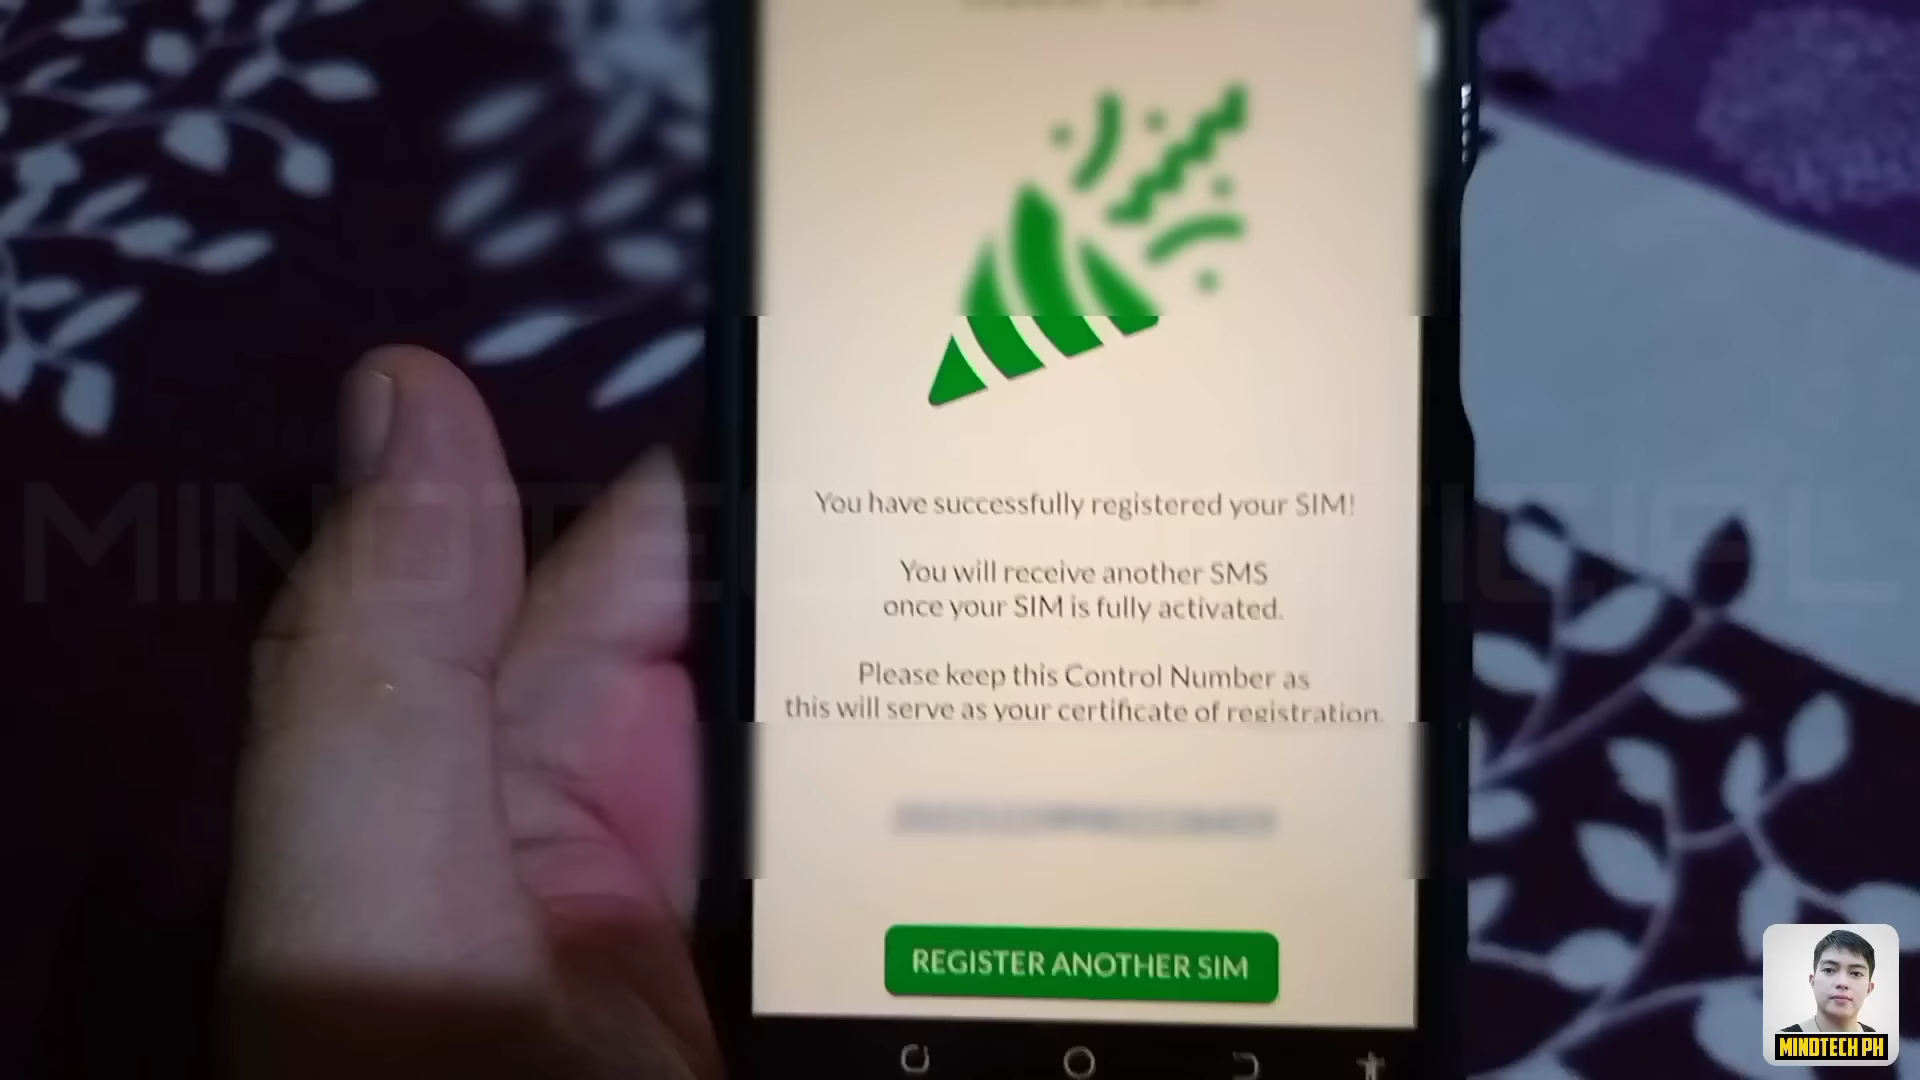 You have successfully registered your SIM!
You will receive another SMS
once your SIM is fully activated.
Please keep this Control Number as
this will serve as your certificate of registration.
REGISTER ANOTHER SIM
MINDTECH PH